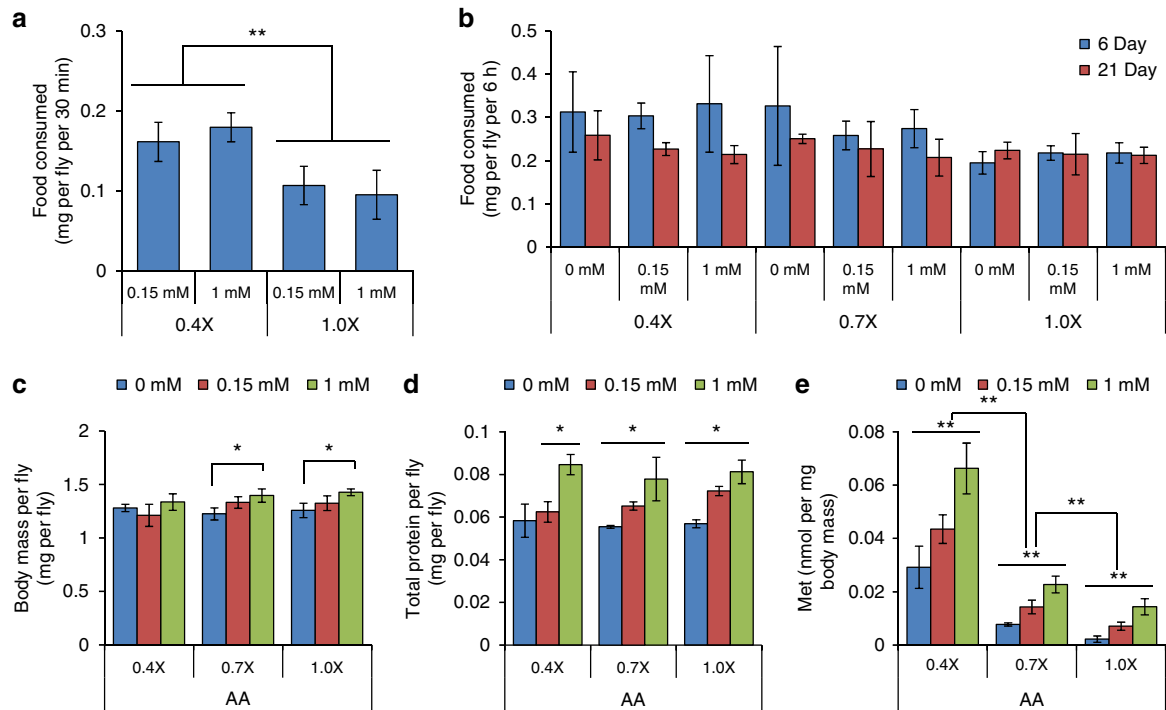 a
Food consumed
(mg per fly per 30 min)
0.3
0.2
0.1
0
**
0.15 mM 1 mM 0.15 mM 1 mM
0.4X 1.0X
b
Food consumed
(mg per fly per 6 h)
0.5
0.4
0.3
0.2
0.1
0
6 Day
21 Day
0 mM 0.15 mM 1 mM 0 mM 0.15 mM 1 mM 0 mM 0.15 mM 1 mM
0.4X 0.7X 1.0X
c
0 mM 0.15 mM 1 mM
Body mass per fly
(mg per fly)
2
1.5
1
0.5
0
* *
0.4X 0.7X 1.0X
AA
d
0 mM 0.15 mM 1 mM
Total protein per fly
(mg per fly)
0.1
0.08
0.06
0.04
0.02
0
* * *
0.4X 0.7X 1.0X
AA
e
0 mM 0.15 mM 1 mM
Met (nmol per mg
body mass)
0.08
0.06
0.04
0.02
0
**
**
**
**
**
0.4X 0.7X 1.0X
AA